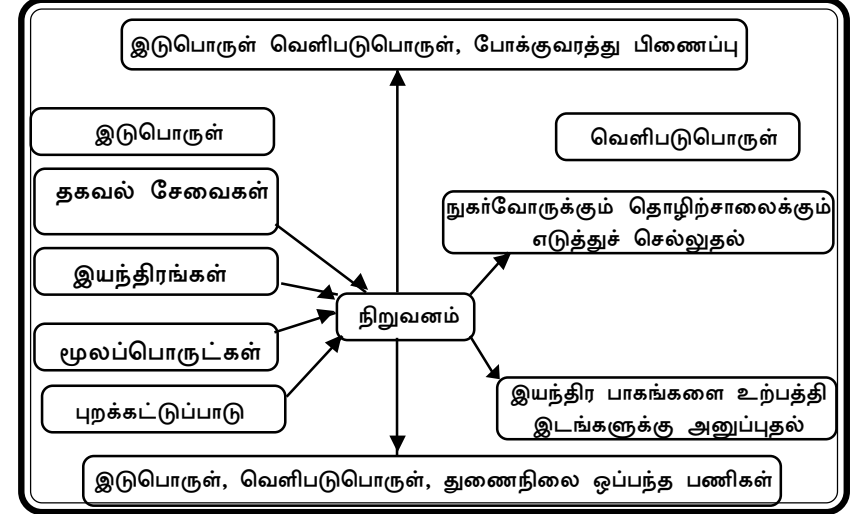 இடுபொருள் வெளிபடுபொருள், போக்குவரத்து பிணைப்பு
இடுபொருள்
வெளிபடுபொருள்
தகவல் சேவைகள்
நுகர்வோருக்கும் தொழிற்சாலைக்கும்
எடுத்துச் செல்லுதல்
இயந்திரங்கள்
நிறுவனம்
மூலப்பொருட்கள்
இயந்திர பாகங்களை உற்பத்தி
இடங்களுக்கு அனுப்புதல்
புறக்கட்டுப்பாடு
இடுபொருள், வெளிபடுபொருள், துணைநிலை ஒப்பந்த பணிகள்